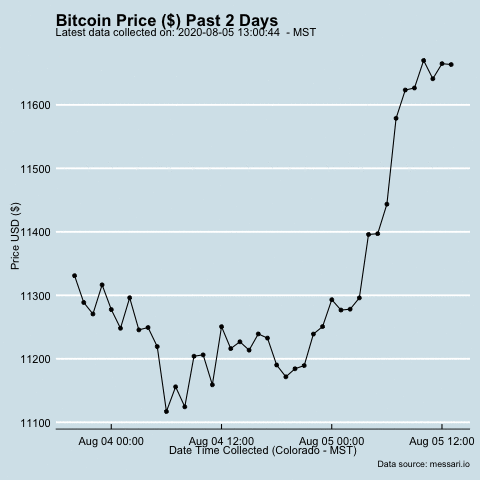 Bitcoin Price ($) Past 2 Days
Latest data collected on: 2020-08-05 13:00:44  - MST
11600
11500
11400
11300
11200
11100
Price USD ($)
Aug 04 00:00
Aug 04 12:00
Aug 05 00:00
Aug 05 12:00
Date Time Collected (Colorado - MST)
Data source: messari.io